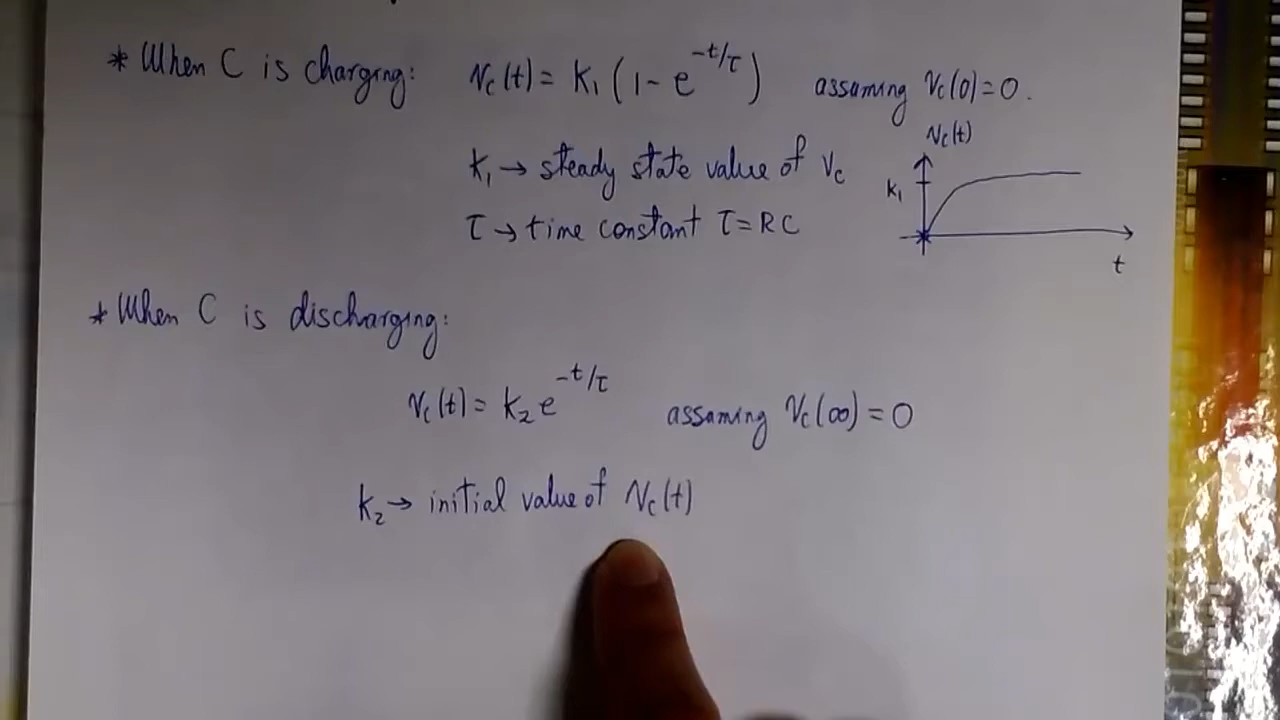 * When C is charging: Vc(t) = K₁ (1 - e^(-t/τ)) assuming Vc(0) = 0.
Vc(t)
K₁ → steady state value of Vc
K₁
τ → time constant τ = RC
t
* When C is discharging:
Vc(t) = K₂ e^(-t/τ) assuming Vc(∞) = 0
K₂ → initial value of Vc(t)